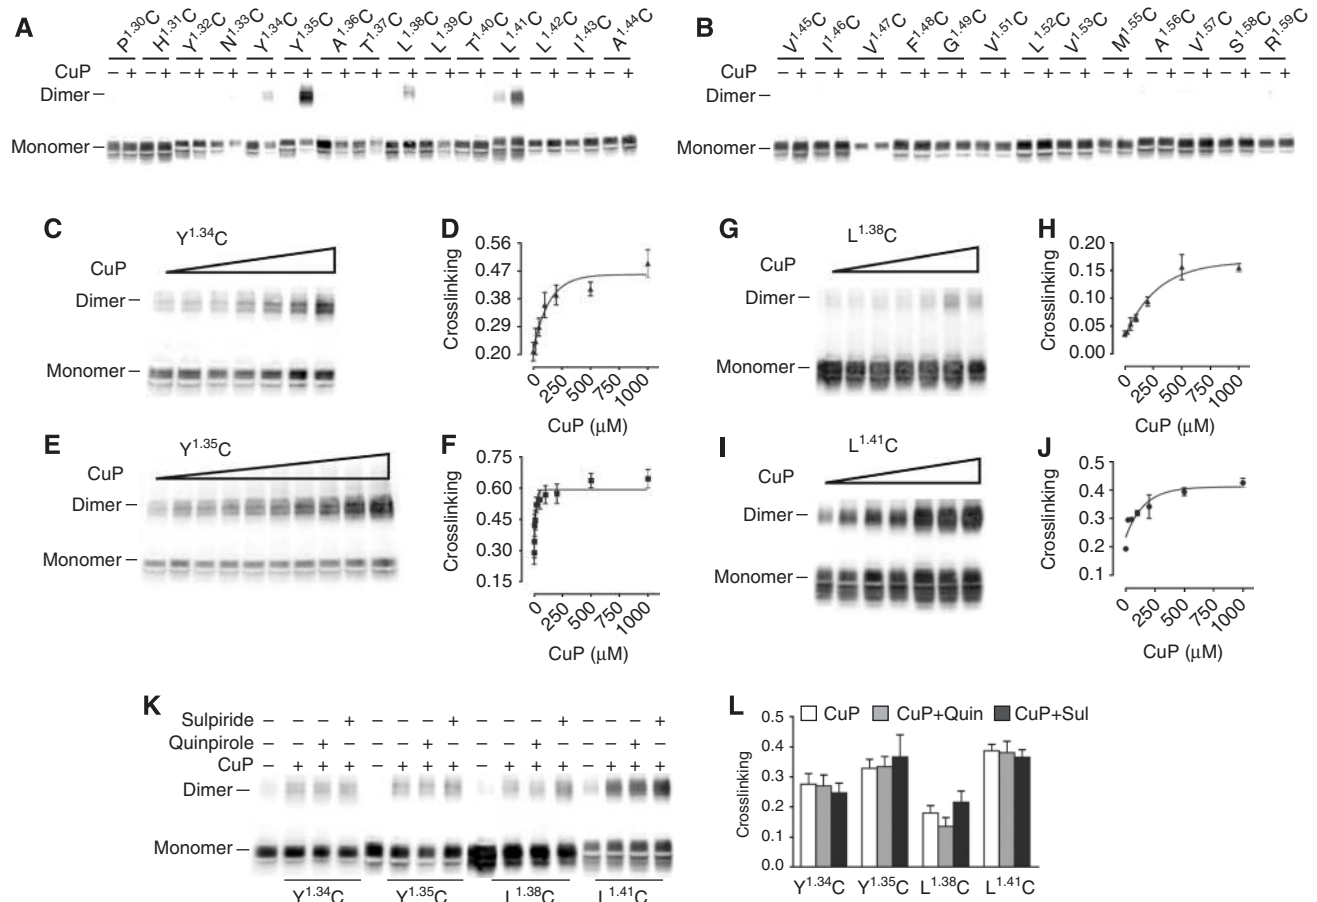 A
P1.30C H1.31C Y1.32C N1.33C Y1.34C Y1.35C A1.36C T1.37C L1.38C L1.39C T1.40C L1.41C L1.42C I1.43C A1.44C
CuP − + − + − + − + − + − + − + − + − + − + − + − + − + − + − +
Dimer
Monomer
B
V1.45C I1.46C V1.47C F1.48C G1.49C V1.51C L1.52C V1.53C M1.55C A1.56C V1.57C S1.58C R1.59C
CuP − + − + − + − + − + − + − + − + − + − + − + − + − +
Dimer
Monomer
C
Y1.34C
CuP
Dimer
Monomer
D
Crosslinking
0.56
0.47
0.38
0.29
0.20
0 250 500 750 1000
CuP (μM)
G
L1.38C
CuP
Dimer
Monomer
H
Crosslinking
0.20
0.15
0.10
0.05
0.00
0 250 500 750 1000
CuP (μM)
E
Y1.35C
CuP
Dimer
Monomer
F
Crosslinking
0.75
0.60
0.45
0.30
0.15
0 250 500 750 1000
CuP (μM)
I
L1.41C
CuP
Dimer
Monomer
J
Crosslinking
0.5
0.4
0.3
0.2
0.1
0 250 500 750 1000
CuP (μM)
K
Sulpiride − − − + − − − + − − − + − − − +
Quinpirole − − + − − − + − − − + − − − + −
CuP − + + + − + + + − + + + − + + +
Dimer
Monomer
Y1.34C Y1.35C L1.38C L1.41C
L
CuP CuP+Quin CuP+Sul
Crosslinking
0.5
0.4
0.3
0.2
0.1
0.0
Y1.34C Y1.35C L1.38C L1.41C